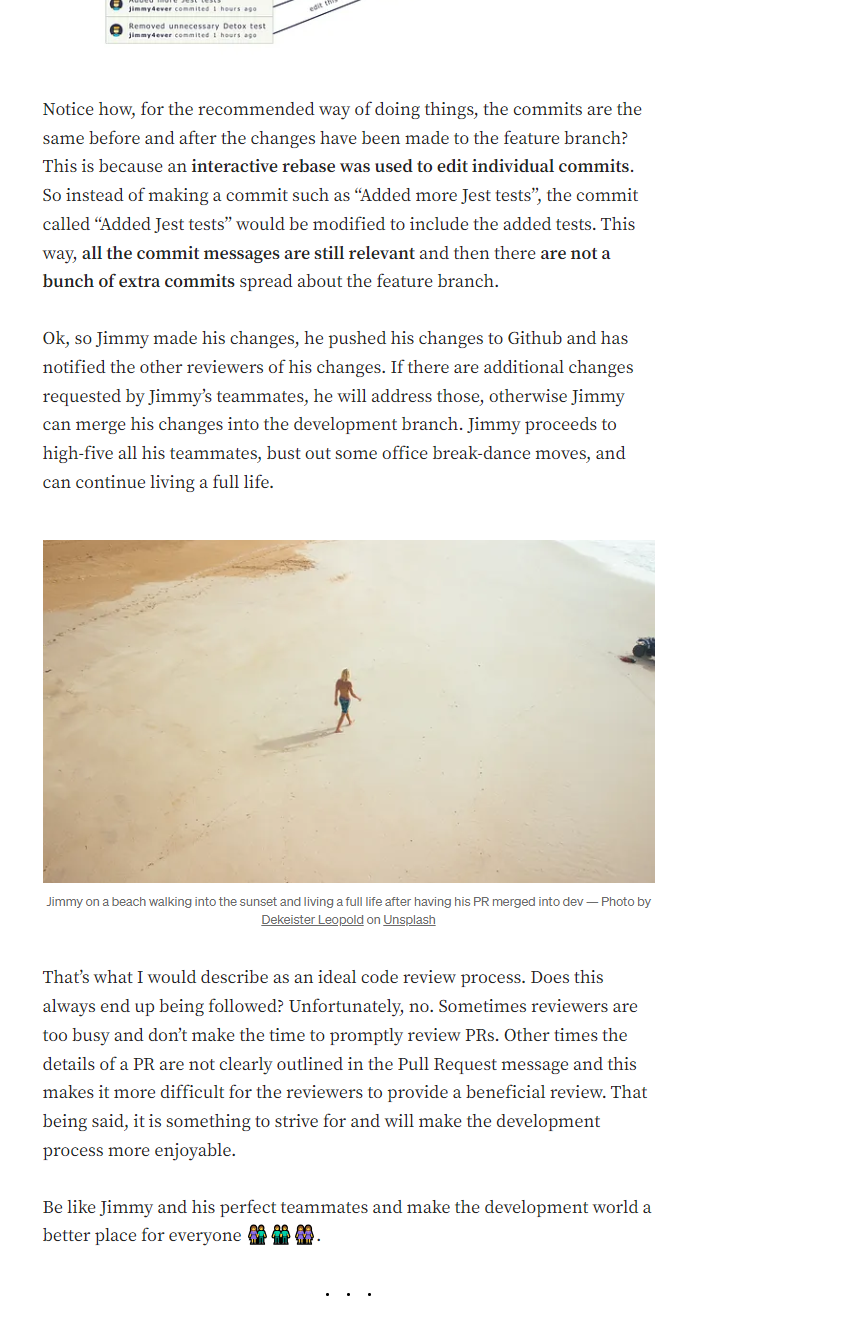 jimmy4ever commited 1 hours ago
Removed unnecessary Detox test
jimmy4ever commited 1 hours ago
edit this
Notice how, for the recommended way of doing things, the commits are the
same before and after the changes have been made to the feature branch?
This is because an interactive rebase was used to edit individual commits.
So instead of making a commit such as “Added more Jest tests”, the commit
called “Added Jest tests” would be modified to include the added tests. This
way, all the commit messages are still relevant and then there are not a
bunch of extra commits spread about the feature branch.
Ok, so Jimmy made his changes, he pushed his changes to Github and has
notified the other reviewers of his changes. If there are additional changes
requested by Jimmy’s teammates, he will address those, otherwise Jimmy
can merge his changes into the development branch. Jimmy proceeds to
high-five all his teammates, bust out some office break-dance moves, and
can continue living a full life.
Jimmy on a beach walking into the sunset and living a full life after having his PR merged into dev — Photo by
Dekeister Leopold on Unsplash
That’s what I would describe as an ideal code review process. Does this
always end up being followed? Unfortunately, no. Sometimes reviewers are
too busy and don’t make the time to promptly review PRs. Other times the
details of a PR are not clearly outlined in the Pull Request message and this
makes it more difficult for the reviewers to provide a beneficial review. That
being said, it is something to strive for and will make the development
process more enjoyable.
Be like Jimmy and his perfect teammates and make the development world a
better place for everyone 👭👬👭.
. . .